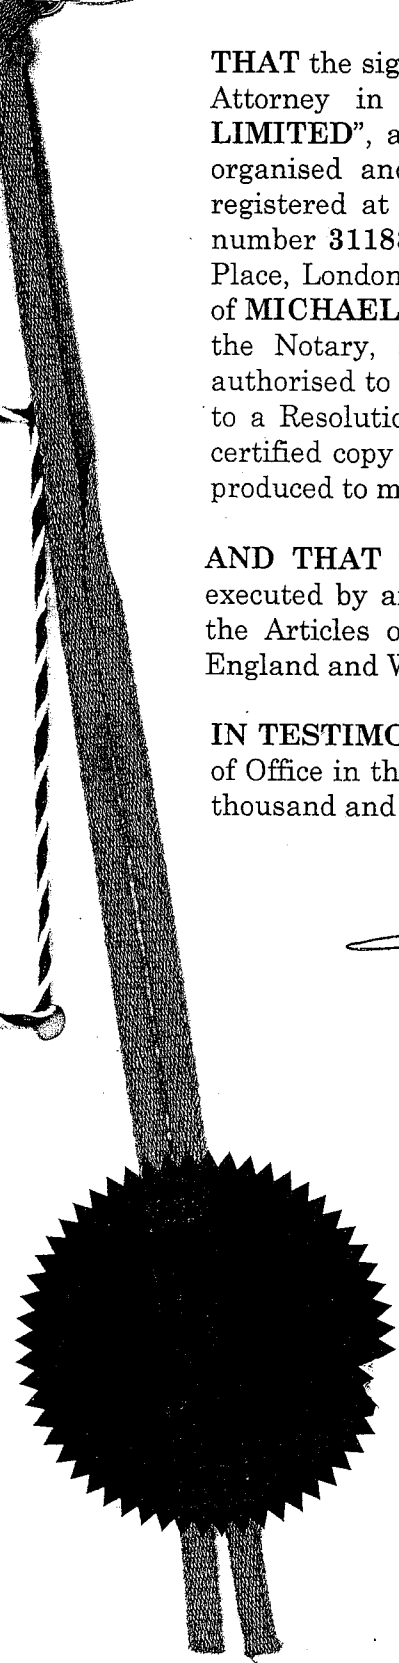 THAT the sig
Attorney in
LIMITED", a
organised and
registered at
number 3118
Place, London
of MICHAEL
the Notary,
authorised to
to a Resolutio
certified copy
produced to m
AND THAT
executed by a
the Articles o
England and
IN TESTIMO
of Office in th
thousand and